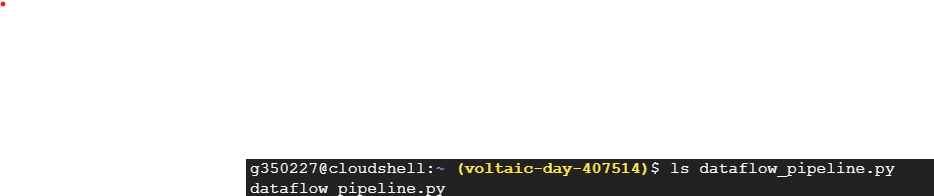 g350227@cloudshell:~ (voltaic-day-407514)$ ls dataflow_pipeline.py
dataflow_pipeline.py